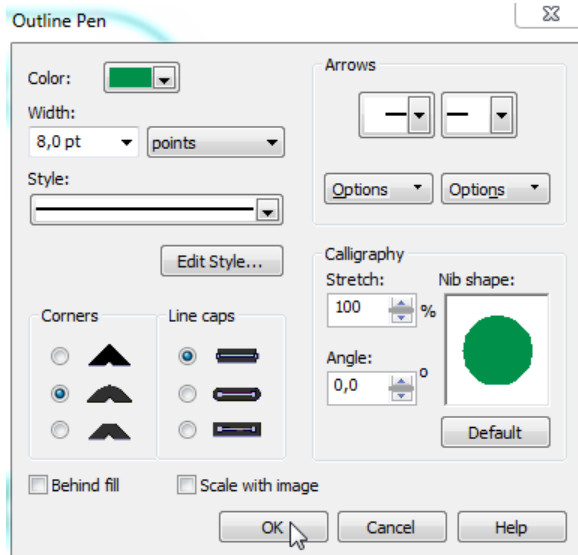 Outline Pen
Color:
Width:
8,0 pt points
Style:
Edit Style...
Corners Line caps
Behind fill Scale with image
Arrows
Options Options
Calligraphy
Stretch: Nib shape:
100 %
Angle:
0,0 °
Default
OK Cancel Help